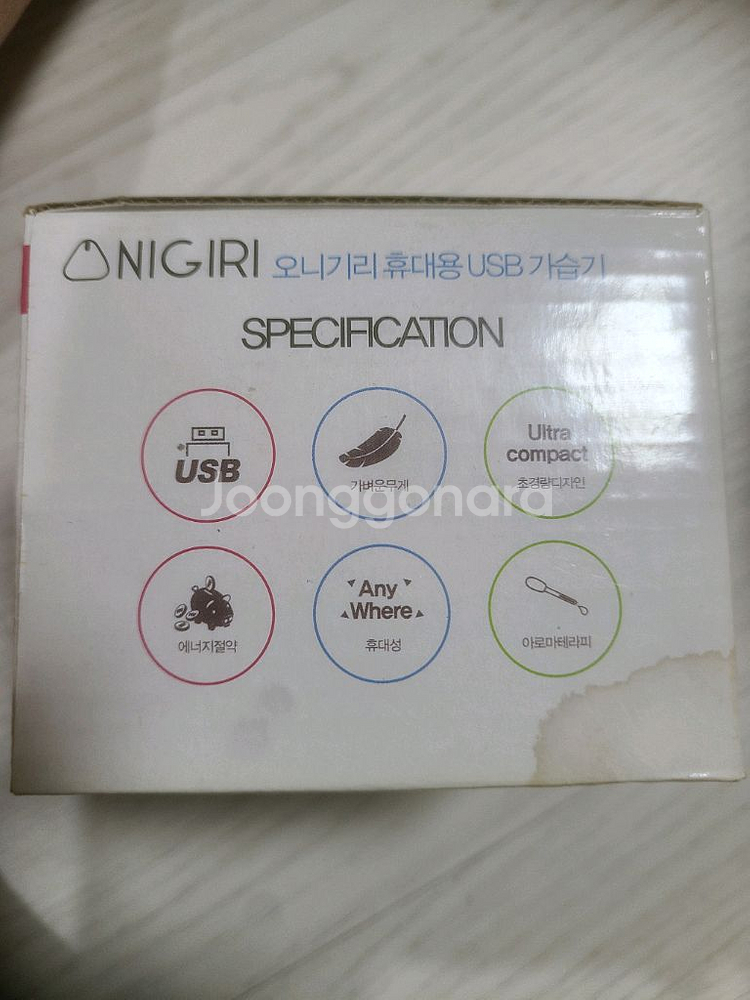 ONIGIRI 오니기리 휴대용 USB 가습기
SPECIFICATION
USB
가벼운무게
Ultra
compact
초경량디자인
Joonggonara
에너지절약
Any
Where
휴대성
아로마테라피